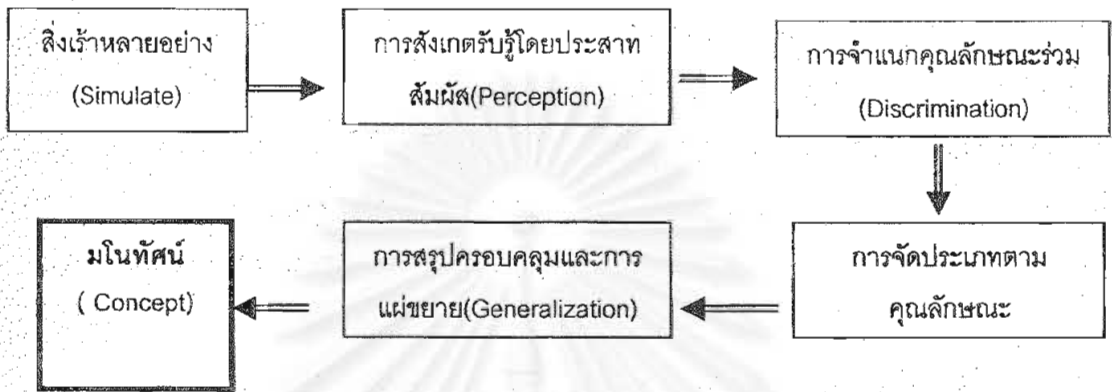 สิ่งเร้าหลายอย่าง
(Simulate)
การสังเกตรับรู้โดยประสาท
สัมผัส(Perception)
การจำแนกคุณลักษณะร่วม
(Discrimination)
การจัดประเภทตาม
คุณลักษณะ
การสรุปครอบคลุมและการ
แผ่ขยาย(Generalization)
มโนทัศน์
( Concept)